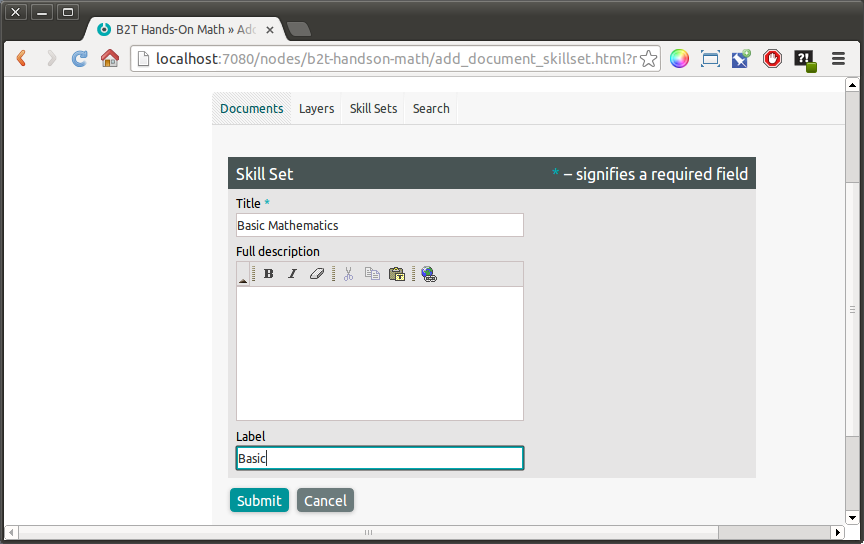 B2T Hands-On Math » Add
localhost:7080/nodes/b2t-handson-math/add_document_skillset.html?r
Documents Layers Skill Sets Search
Skill Set * – signifies a required field
Title *
Basic Mathematics
Full description
B I
Label
Basic
Submit Cancel